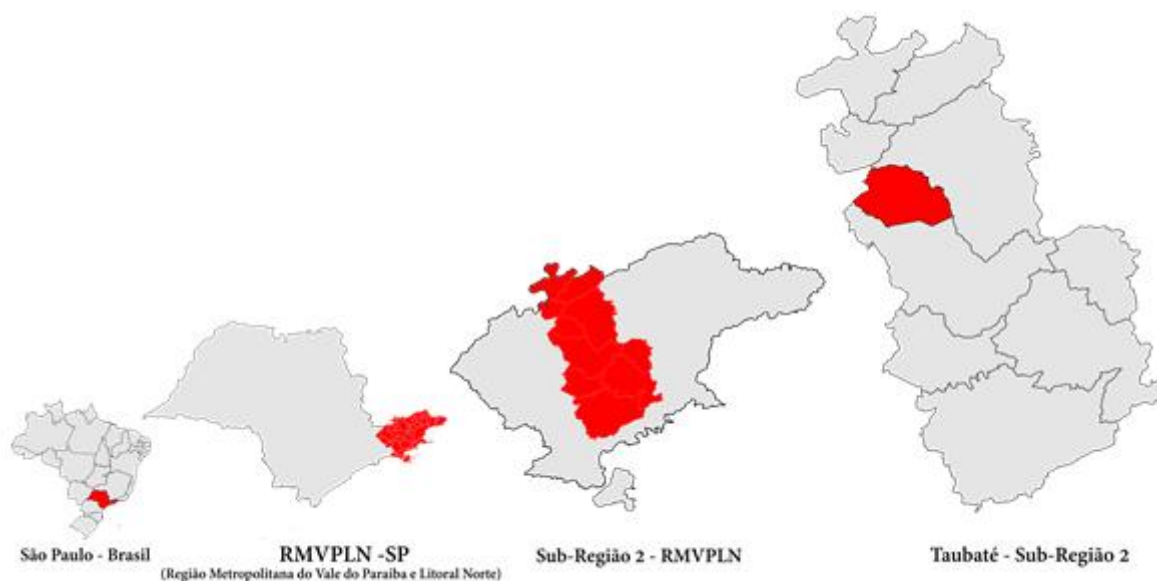 São Paulo - Brasil
RMVPLN -SP
(Região Metropolitana do Vale do Paraiba e Litoral Norte)
Sub-Região 2 - RMVPLN
Taubaté - Sub-Região 2